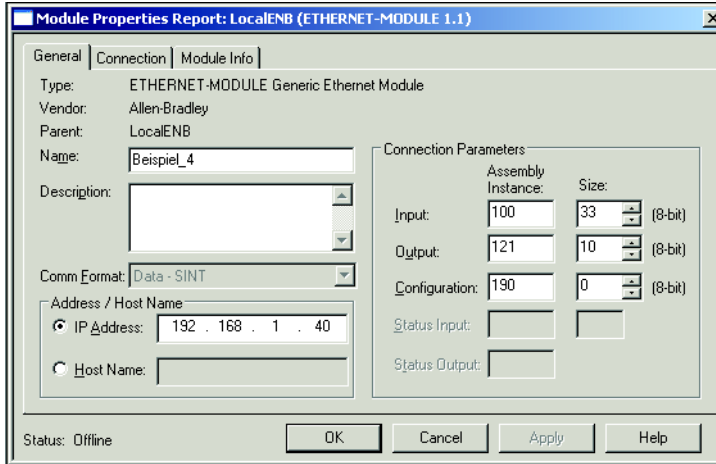 Module Properties Report: LocalENB (ETHERNET-MODULE 1.1)
General Connection Module Info
Type: ETHERNET-MODULE Generic Ethernet Module
Vendor: Allen-Bradley
Parent: LocalENB
Name: Beispiel_4
Description:
Comm Format: Data - SINT
Address / Host Name
IP Address: 192 . 168 . 1 . 40
Host Name:
Connection Parameters
Assembly
Instance: Size:
Input: 100 33 (8-bit)
Output: 121 10 (8-bit)
Configuration: 190 0 (8-bit)
Status Input:
Status Output:
Status: Offline OK Cancel Apply Help